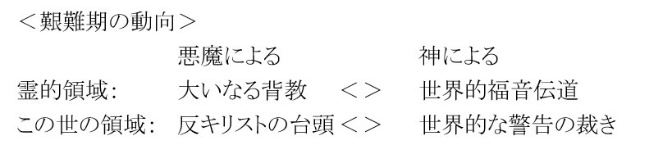 ＜艱難期の動向＞
悪魔による　神による
霊的領域：　大いなる背教　＜＞　世界的福音伝道
この世の領域：　反キリストの台頭＜＞　世界的な警告の裁き